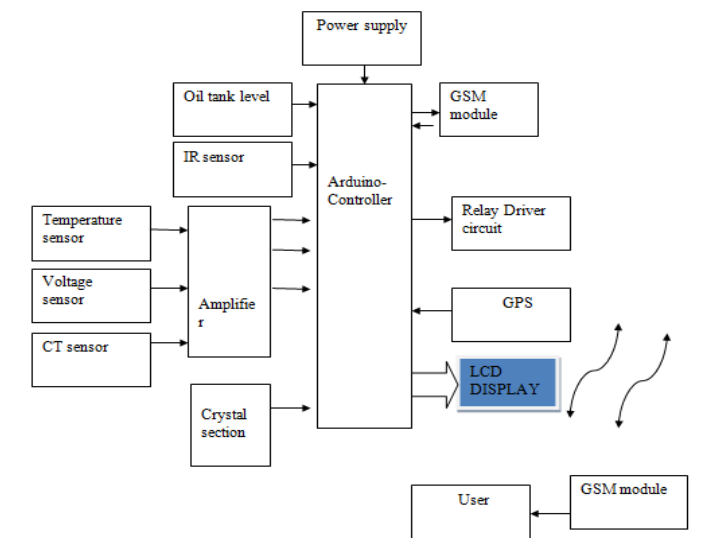 Power supply
Oil tank level
GSM
module
IR sensor
Arduino-
Controller
Temperature
sensor
Relay Driver
circuit
Voltage
sensor
Amplifie
r
GPS
CT sensor
LCD
DISPLAY
Crystal
section
User
GSM module